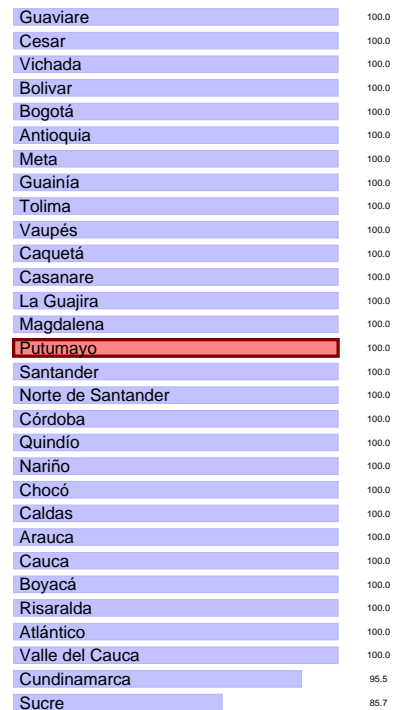 Guaviare 100.0
Cesar 100.0
Vichada 100.0
Bolivar 100.0
Bogotá 100.0
Antioquia 100.0
Meta 100.0
Guainía 100.0
Tolima 100.0
Vaupés 100.0
Caquetá 100.0
Casanare 100.0
La Guajira 100.0
Magdalena 100.0
Putumayo 100.0
Santander 100.0
Norte de Santander 100.0
Córdoba 100.0
Quindío 100.0
Nariño 100.0
Chocó 100.0
Caldas 100.0
Arauca 100.0
Cauca 100.0
Boyacá 100.0
Risaralda 100.0
Atlántico 100.0
Valle del Cauca 100.0
Cundinamarca 95.5
Sucre 85.7